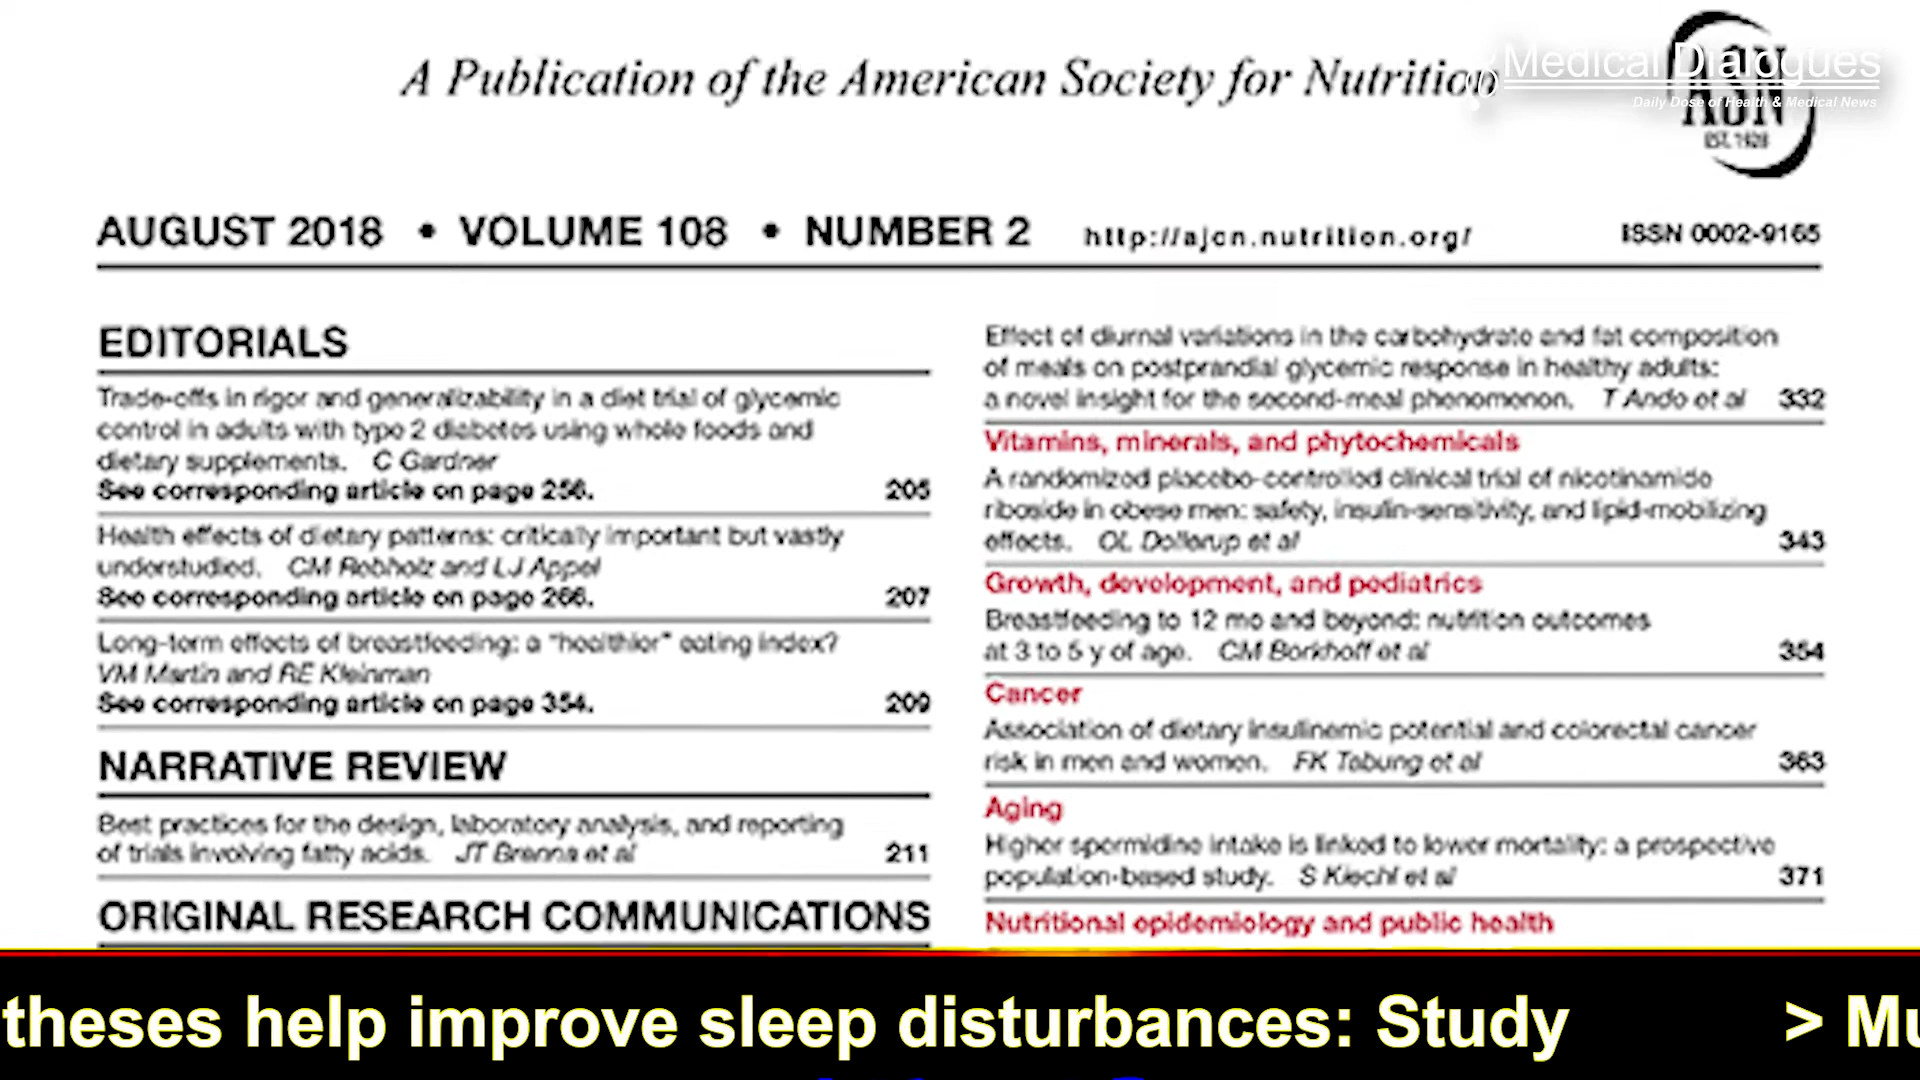 A Publication of the American Society for Nutrition
Medical Dialogues
Daily Dose of Health & Medical News
ASN
EST. 1928
AUGUST 2018 • VOLUME 108 • NUMBER 2 http://ajcn.nutrition.org/ ISSN 0002-9165
EDITORIALS
Trade-offs in rigor and generalizability in a diet trial of glycemic
control in adults with type 2 diabetes using whole foods and
dietary supplements. C Gardner
See corresponding article on page 256. 205
Health effects of dietary patterns: critically important but vastly
understudied. CM Rebholz and LJ Appel
See corresponding article on page 266. 207
Long-term effects of breastfeeding: a "healthier" eating index?
VM Martin and RE Kleinman
See corresponding article on page 354. 209
NARRATIVE REVIEW
Best practices for the design, laboratory analysis, and reporting
of trials involving fatty acids. JT Brenna et al 211
ORIGINAL RESEARCH COMMUNICATIONS
Effect of diurnal variations in the carbohydrate and fat composition
of meals on postprandial glycemic response in healthy adults:
a novel insight for the second-meal phenomenon. T Ando et al 332
Vitamins, minerals, and phytochemicals
A randomized placebo-controlled clinical trial of nicotinamide
riboside in obese men: safety, insulin-sensitivity, and lipid-mobilizing
effects. OL Dollerup et al 343
Growth, development, and pediatrics
Breastfeeding to 12 mo and beyond: nutrition outcomes
at 3 to 5 y of age. CM Borkhoff et al 354
Cancer
Association of dietary insulinemic potential and colorectal cancer
risk in men and women. FK Tabung et al 363
Aging
Higher spermidine intake is linked to lower mortality: a prospective
population-based study. S Kiechl et al 371
Nutritional epidemiology and public health
theses help improve sleep disturbances: Study > Mu